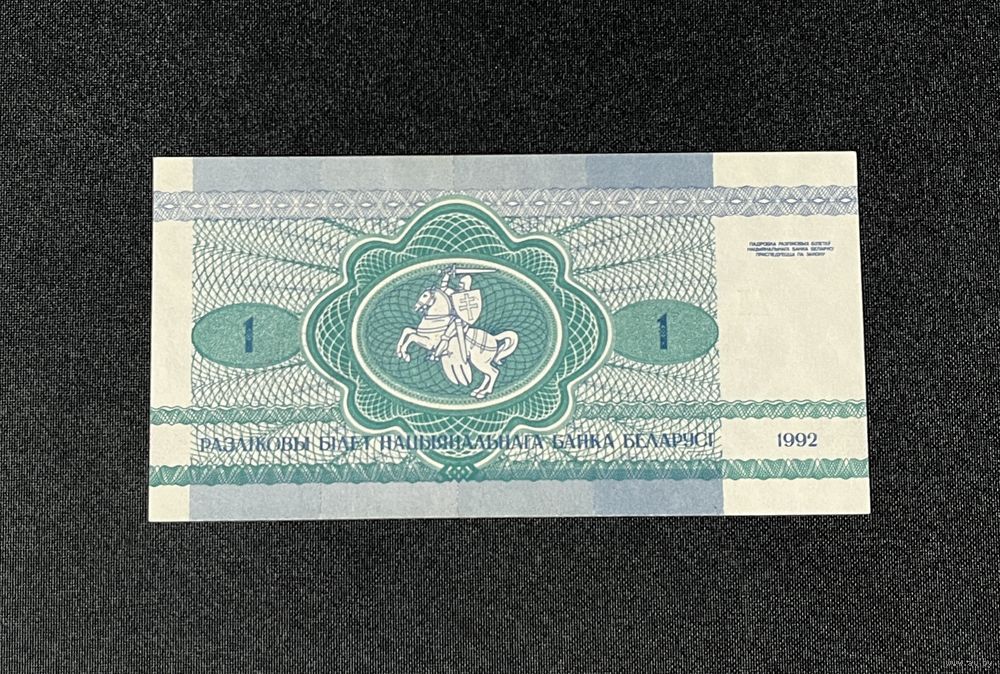 ПАДРОБКА РАЗЛІКОВЫХ БІЛЕТАЎ
НАЦЫЯНАЛЬНАГА БАНКА БЕЛАРУСІ
ПРАСЛЕДУЕЦЦА ПА ЗАКОНУ
1
1
РАЗЛІКОВЫ БІЛЕТ НАЦЫЯНАЛЬНАГА БАНКА БЕЛАРУСІ 1992